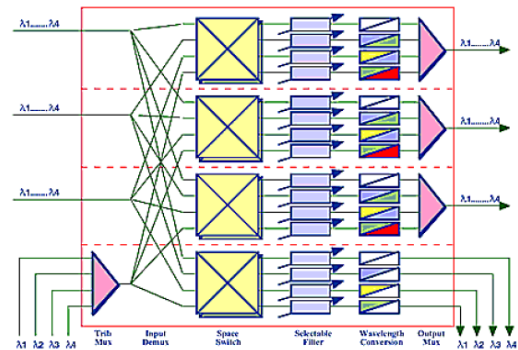 λ1........λ4
λ1........λ4
λ1........λ4
λ1........λ4
λ1........λ4
λ1........λ4
λ1 λ2 λ3 λ4
Trib Mux
Input Demux
Space Switch
Selectable Filter
Wavelength Conversion
Output Mux
λ1 λ2 λ3 λ4